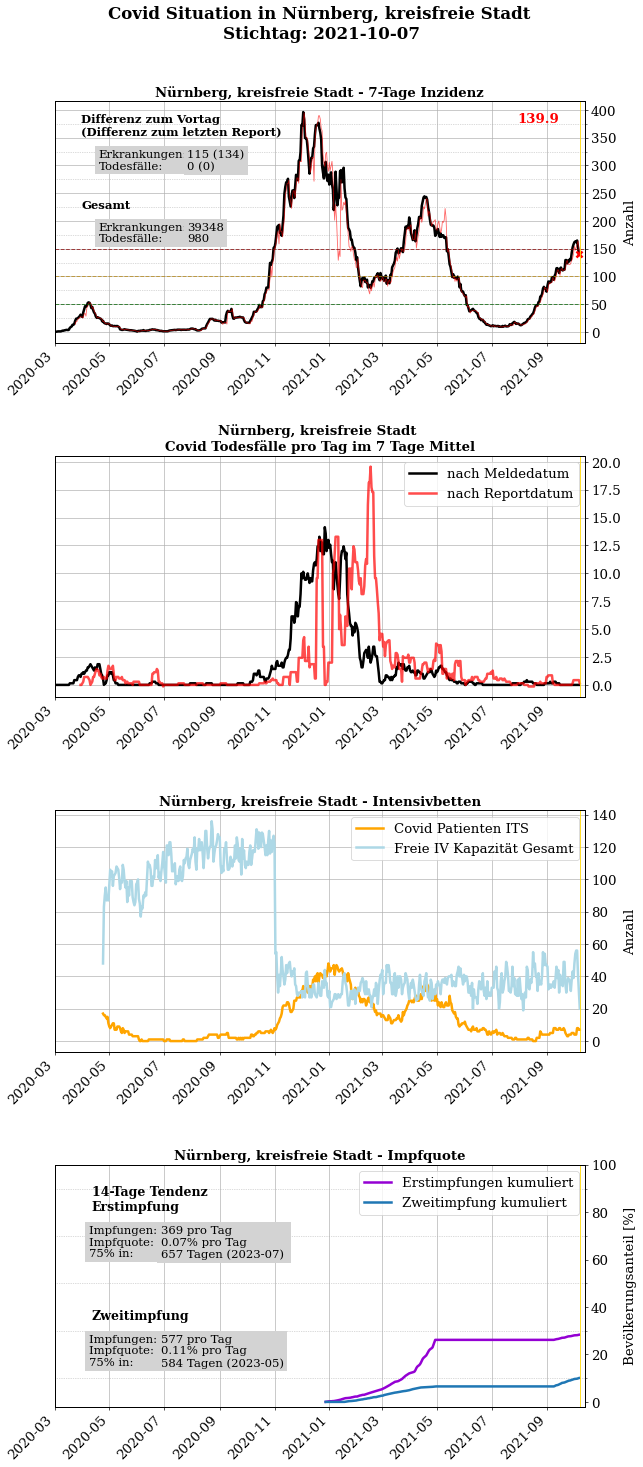 Covid Situation in Nürnberg, kreisfreie Stadt
Stichtag: 2021-10-07
Nürnberg, kreisfreie Stadt - 7-Tage Inzidenz
Differenz zum Vortag
(Differenz zum letzten Report)
Erkrankungen 115 (134)
Todesfälle: 0 (0)
Gesamt
Erkrankungen 39348
Todesfälle: 980
139.9
400
350
300
250
200
150
100
50
0
Anzahl
2020-03
2020-05
2020-07
2020-09
2020-11
2021-01
2021-03
2021-05
2021-07
2021-09
Nürnberg, kreisfreie Stadt
Covid Todesfälle pro Tag im 7 Tage Mittel
nach Meldedatum
nach Reportdatum
20.0
17.5
15.0
12.5
10.0
7.5
5.0
2.5
0.0
2020-03
2020-05
2020-07
2020-09
2020-11
2021-01
2021-03
2021-05
2021-07
2021-09
Nürnberg, kreisfreie Stadt - Intensivbetten
Covid Patienten ITS
Freie IV Kapazität Gesamt
140
120
100
80
60
40
20
0
Anzahl
2020-03
2020-05
2020-07
2020-09
2020-11
2021-01
2021-03
2021-05
2021-07
2021-09
Nürnberg, kreisfreie Stadt - Impfquote
14-Tage Tendenz
Erstimpfung
Impfungen: 369 pro Tag
Impfquote: 0.07% pro Tag
75% in: 657 Tagen (2023-07)
Zweitimpfung
Impfungen: 577 pro Tag
Impfquote: 0.11% pro Tag
75% in: 584 Tagen (2023-05)
Erstimpfungen kumuliert
Zweitimpfung kumuliert
100
80
60
40
20
0
Bevölkerungsanteil [%]
2020-03
2020-05
2020-07
2020-09
2020-11
2021-01
2021-03
2021-05
2021-07
2021-09